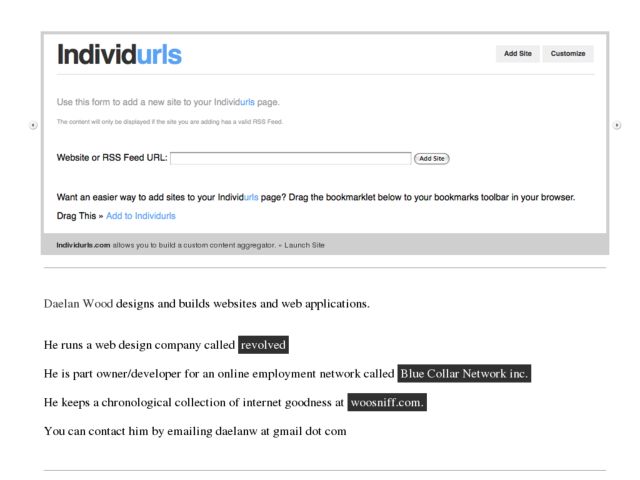 Individurls
Add Site Customize
Use this form to add a new site to your Individurls page.
The content will only be displayed if the site you are adding has a valid RSS Feed.
Website or RSS Feed URL: Add Site
Want an easier way to add sites to your Individurls page? Drag the bookmarklet below to your bookmarks toolbar in your browser.
Drag This » Add to Individurls
Individurls.com allows you to build a custom content aggregator. » Launch Site
Daelan Wood designs and builds websites and web applications.
He runs a web design company called revolved
He is part owner/developer for an online employment network called Blue Collar Network inc.
He keeps a chronological collection of internet goodness at woosniff.com.
You can contact him by emailing daelanw at gmail dot com